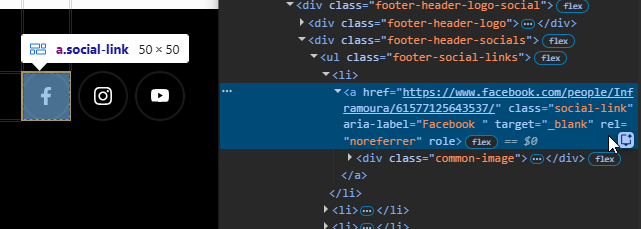 <div class="footer-header-logo-social"> flex
<div class="footer-header-logo"> … </div> flex
<div class="footer-header-socials"> flex
<ul class="footer-social-links"> flex
<li>
a.social-link 50 × 50
f
… <a href="https://www.facebook.com/people/Inf
ramoura/61577125643537/" class="social-link"
aria-label="Facebook " target="_blank" rel=
"noreferrer" role> flex == $0
<div class="common-image"> … </div> flex
</a>
</li>
<li> … </li>
<li> … </li>